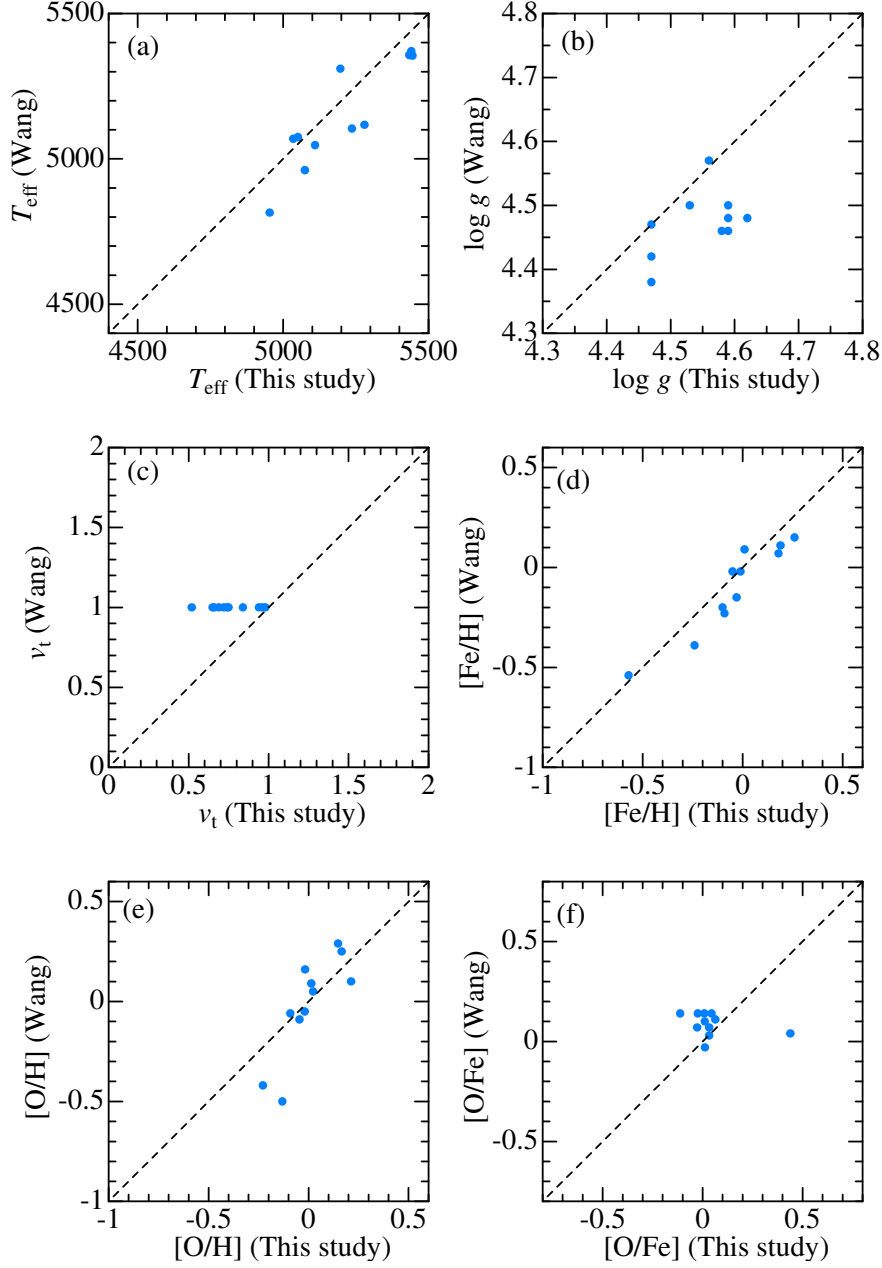 (a)
5500
5000
4500
T_eff (Wang)
4500 5000 5500
T_eff (This study)
(b)
4.8
4.7
4.6
4.5
4.4
4.3
log g (Wang)
4.3 4.4 4.5 4.6 4.7 4.8
log g (This study)
(c)
2
1.5
1
0.5
0
v_t (Wang)
0 0.5 1 1.5 2
v_t (This study)
(d)
0.5
0
-0.5
-1
[Fe/H] (Wang)
-1 -0.5 0 0.5
[Fe/H] (This study)
(e)
0.5
0
-0.5
-1
[O/H] (Wang)
-1 -0.5 0 0.5
[O/H] (This study)
(f)
0.5
0
-0.5
[O/Fe] (Wang)
-0.5 0 0.5
[O/Fe] (This study)